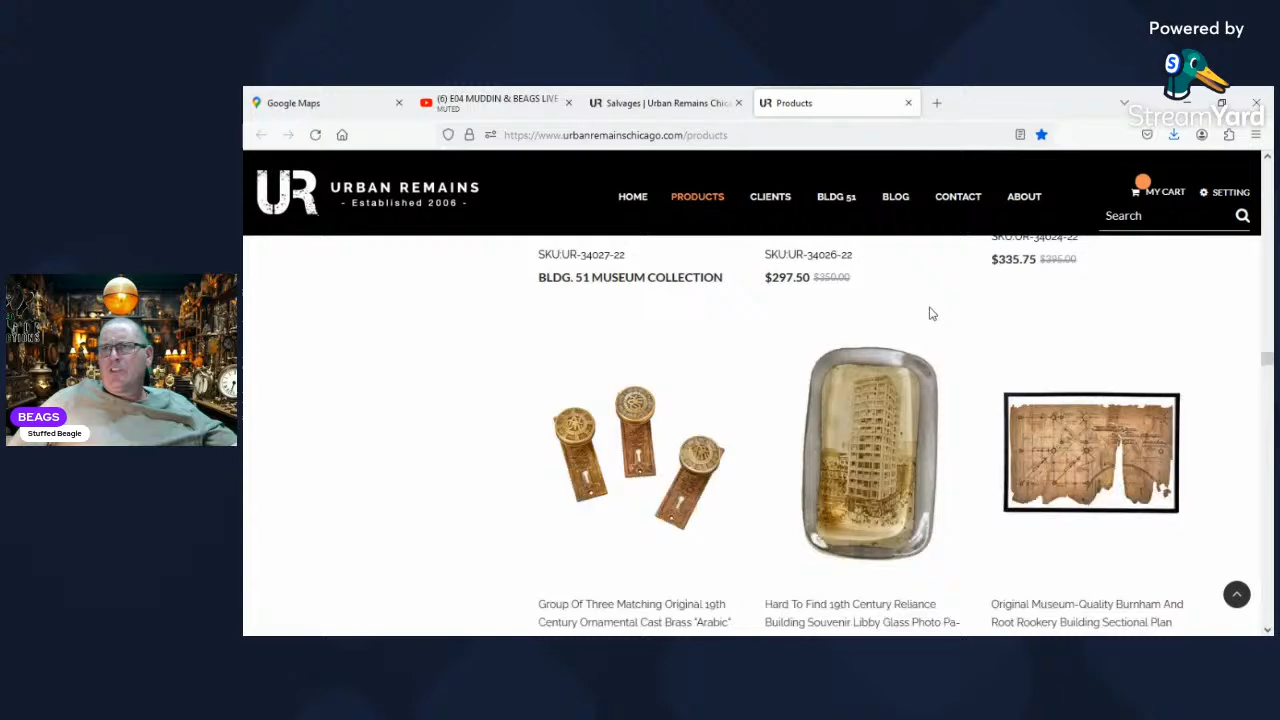 Powered by
S
StreamYard
Google Maps
(6) E04 MUDDIN & BEAGS LIVE
MUTED
UR Salvages | Urban Remains Chica
UR Products
https://www.urbanremainschicago.com/products
UR
URBAN REMAINS
- Established 2006 -
HOME
PRODUCTS
CLIENTS
BLDG 51
BLOG
CONTACT
ABOUT
MY CART
SETTING
Search
SKU:UR-34027-22
BLDG. 51 MUSEUM COLLECTION
SKU:UR-34026-22
$297.50 $350.00
SKU:UR-34024-22
$335.75 $395.00
BEAGS
Stuffed Beagle
Group Of Three Matching Original 19th
Century Ornamental Cast Brass "Arabic"
Hard To Find 19th Century Reliance
Building Souvenir Libby Glass Photo Pa-
Original Museum-Quality Burnham And
Root Rookery Building Sectional Plan